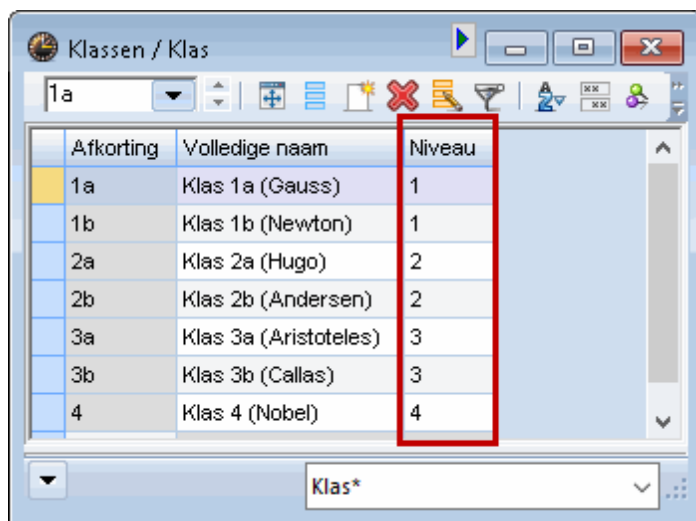 Klassen / Klas
1a
Afkorting Volledige naam Niveau
1a Klas 1a (Gauss) 1
1b Klas 1b (Newton) 1
2a Klas 2a (Hugo) 2
2b Klas 2b (Andersen) 2
3a Klas 3a (Aristoteles) 3
3b Klas 3b (Callas) 3
4 Klas 4 (Nobel) 4
Klas*